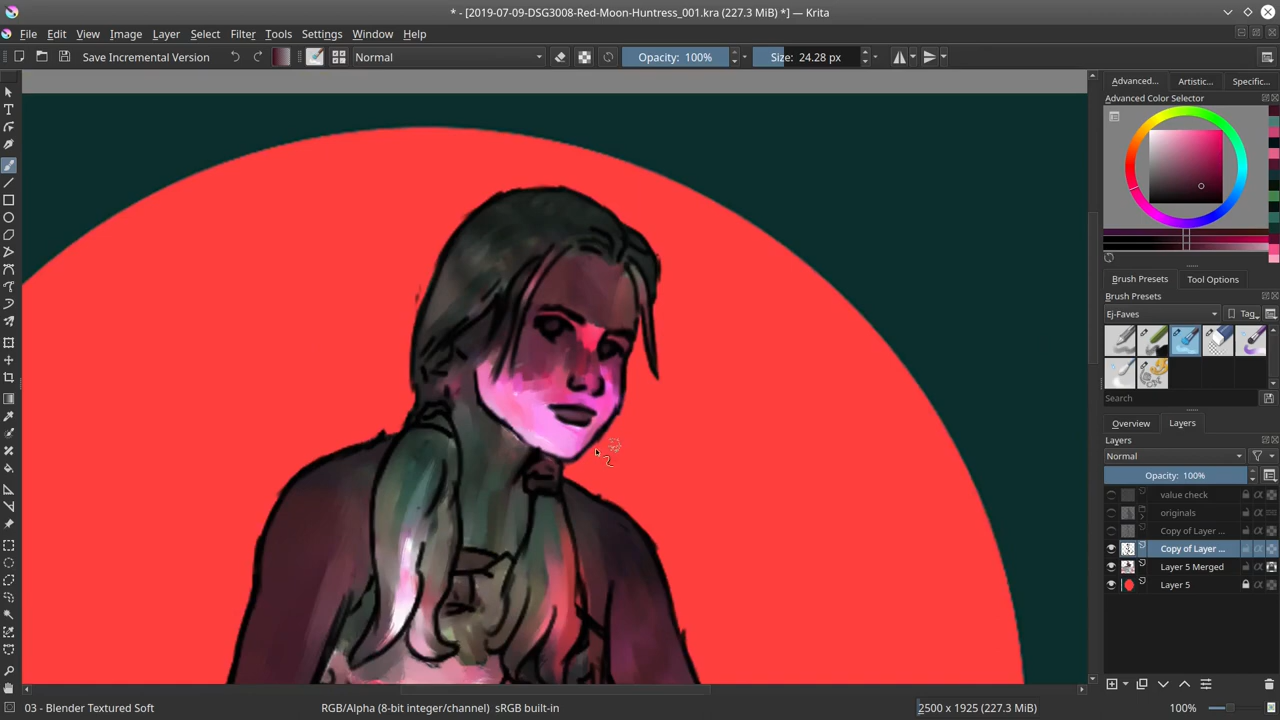 * - [2019-07-09-DSG3008-Red-Moon-Huntress_001.kra (227.3 MiB) *] — Krita
File Edit View Image Layer Select Filter Tools Settings Window Help
Save Incremental Version Normal Opacity: 100% Size: 24.28 px
Advanced... Artistic... Specific...
Advanced Color Selector
Brush Presets Tool Options
Brush Presets
Ej-Faves Tag
Search
Overview Layers
Layers
Normal
Opacity: 100%
value check
originals
Copy of Layer ...
Copy of Layer ...
Layer 5 Merged
Layer 5
03 - Blender Textured Soft RGB/Alpha (8-bit integer/channel) sRGB built-in 2500 x 1925 (227.3 MiB) 100%